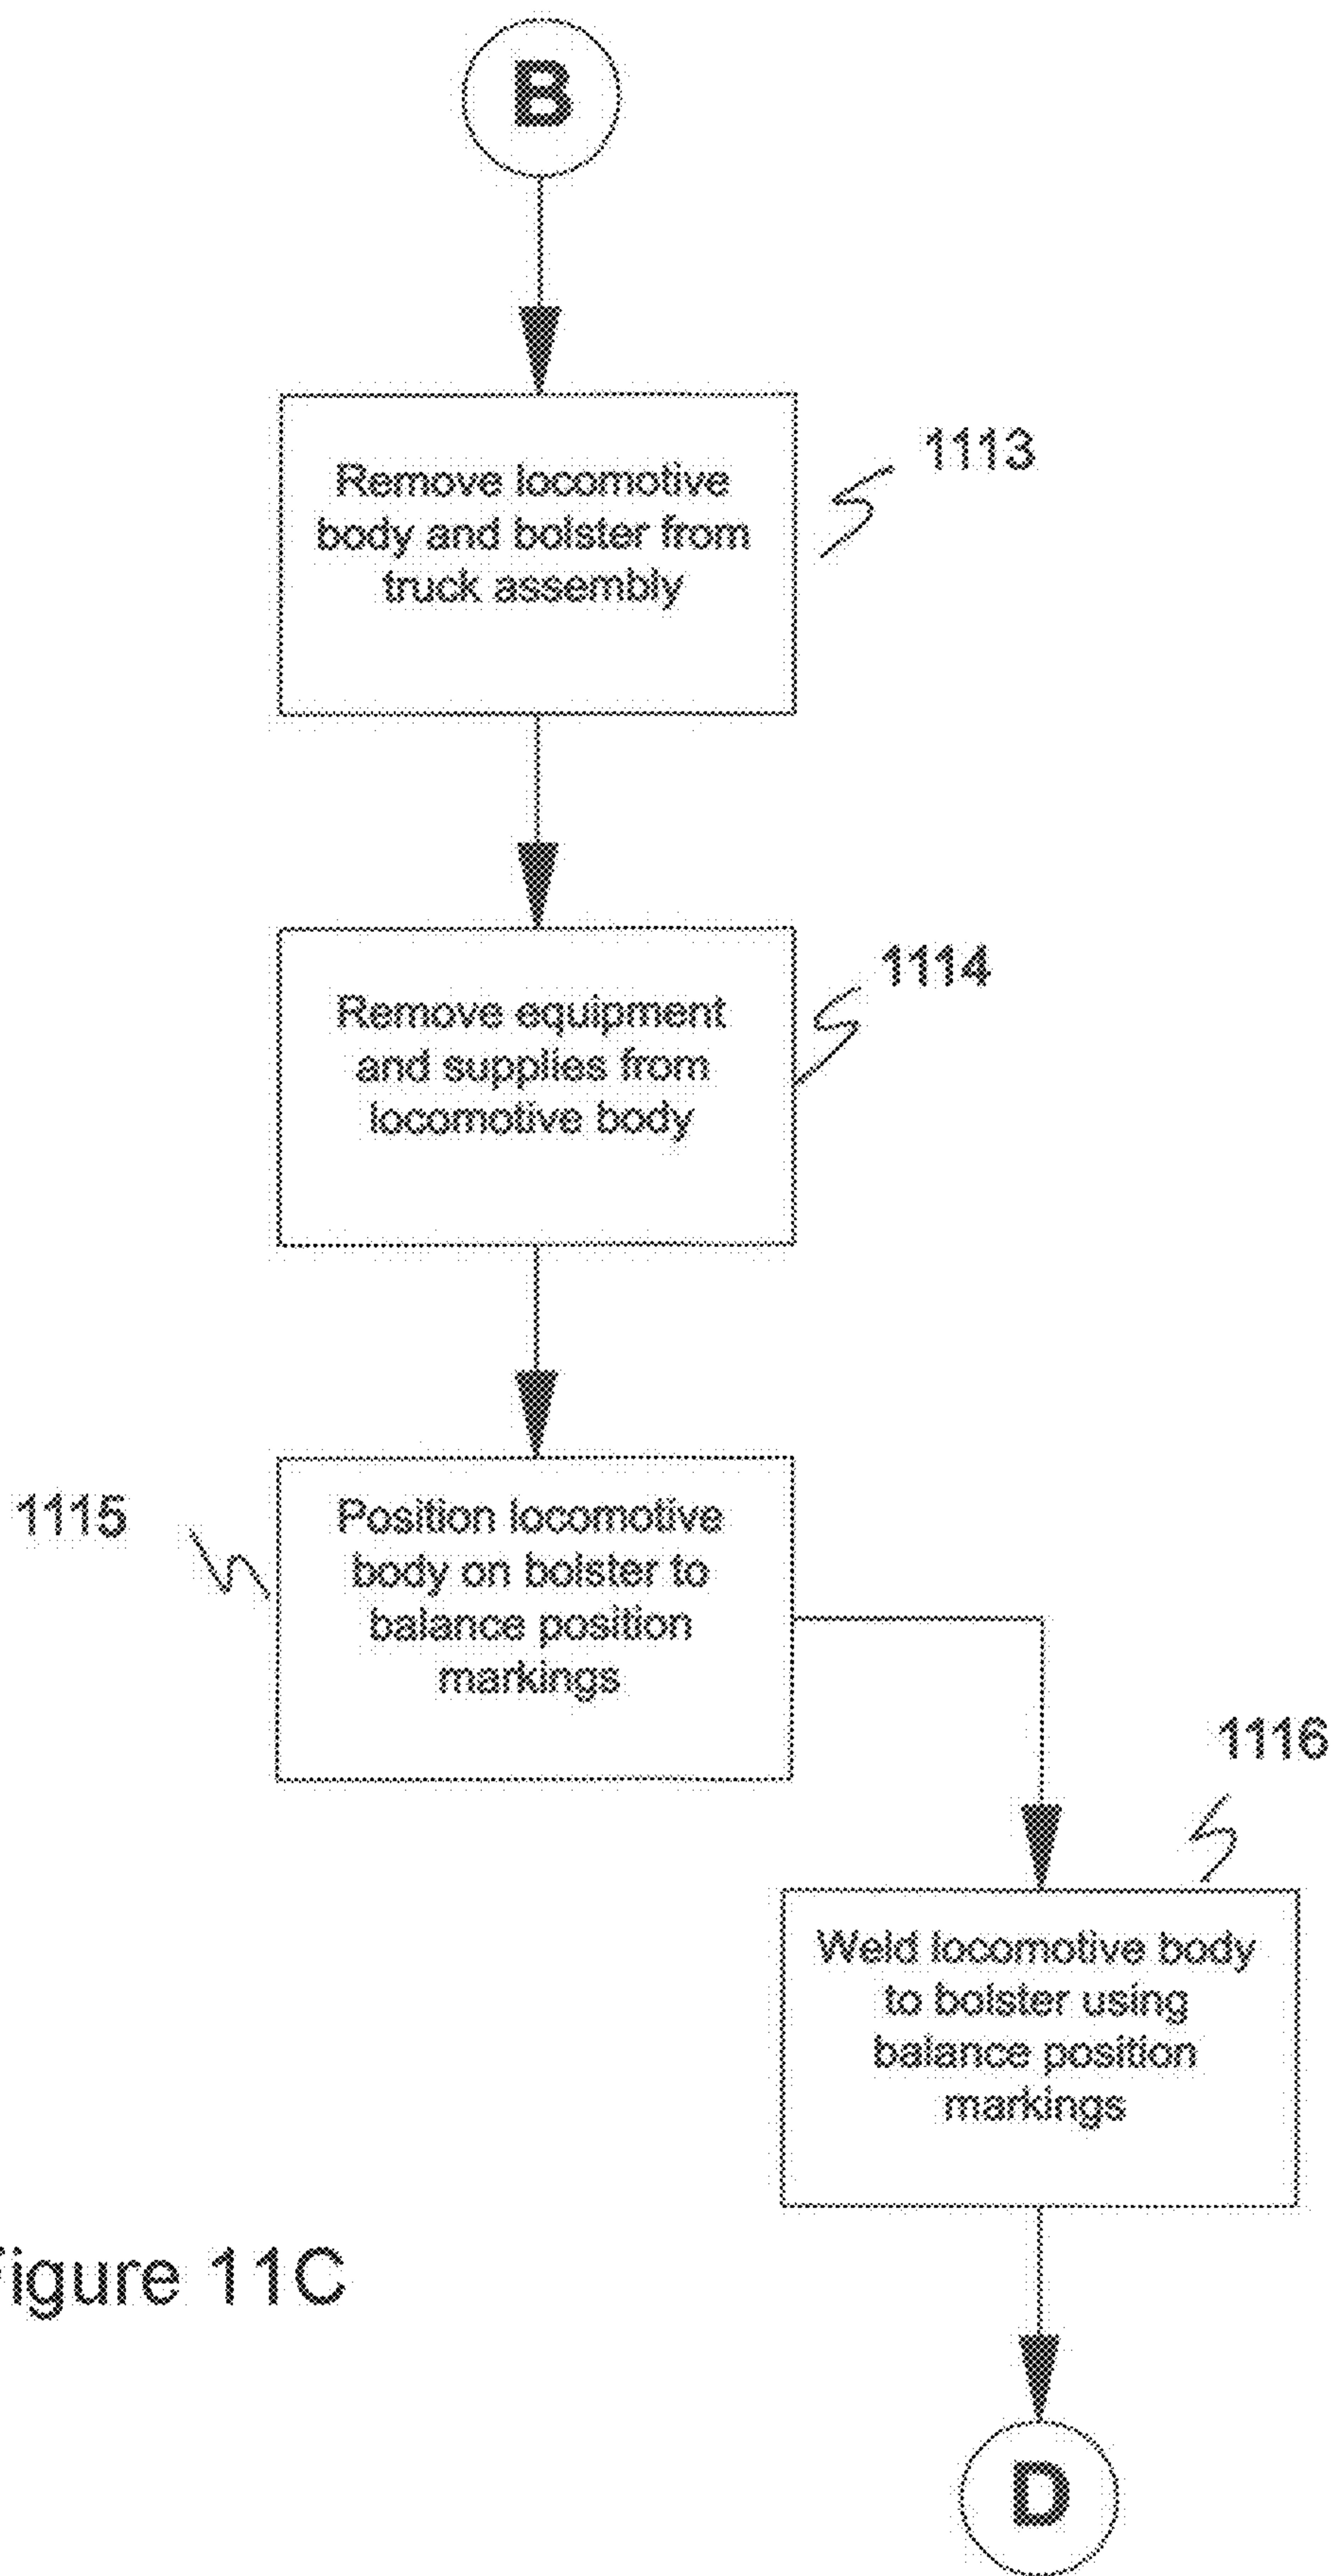 B
Remove locomotive
body and bolster from
truck assembly
1113
Remove equipment
and supplies from
locomotive body
1114
1115
Position locomotive
body on bolster to
balance position
markings
1116
Weld locomotive body
to bolster using
balance position
markings
igure 11C
D